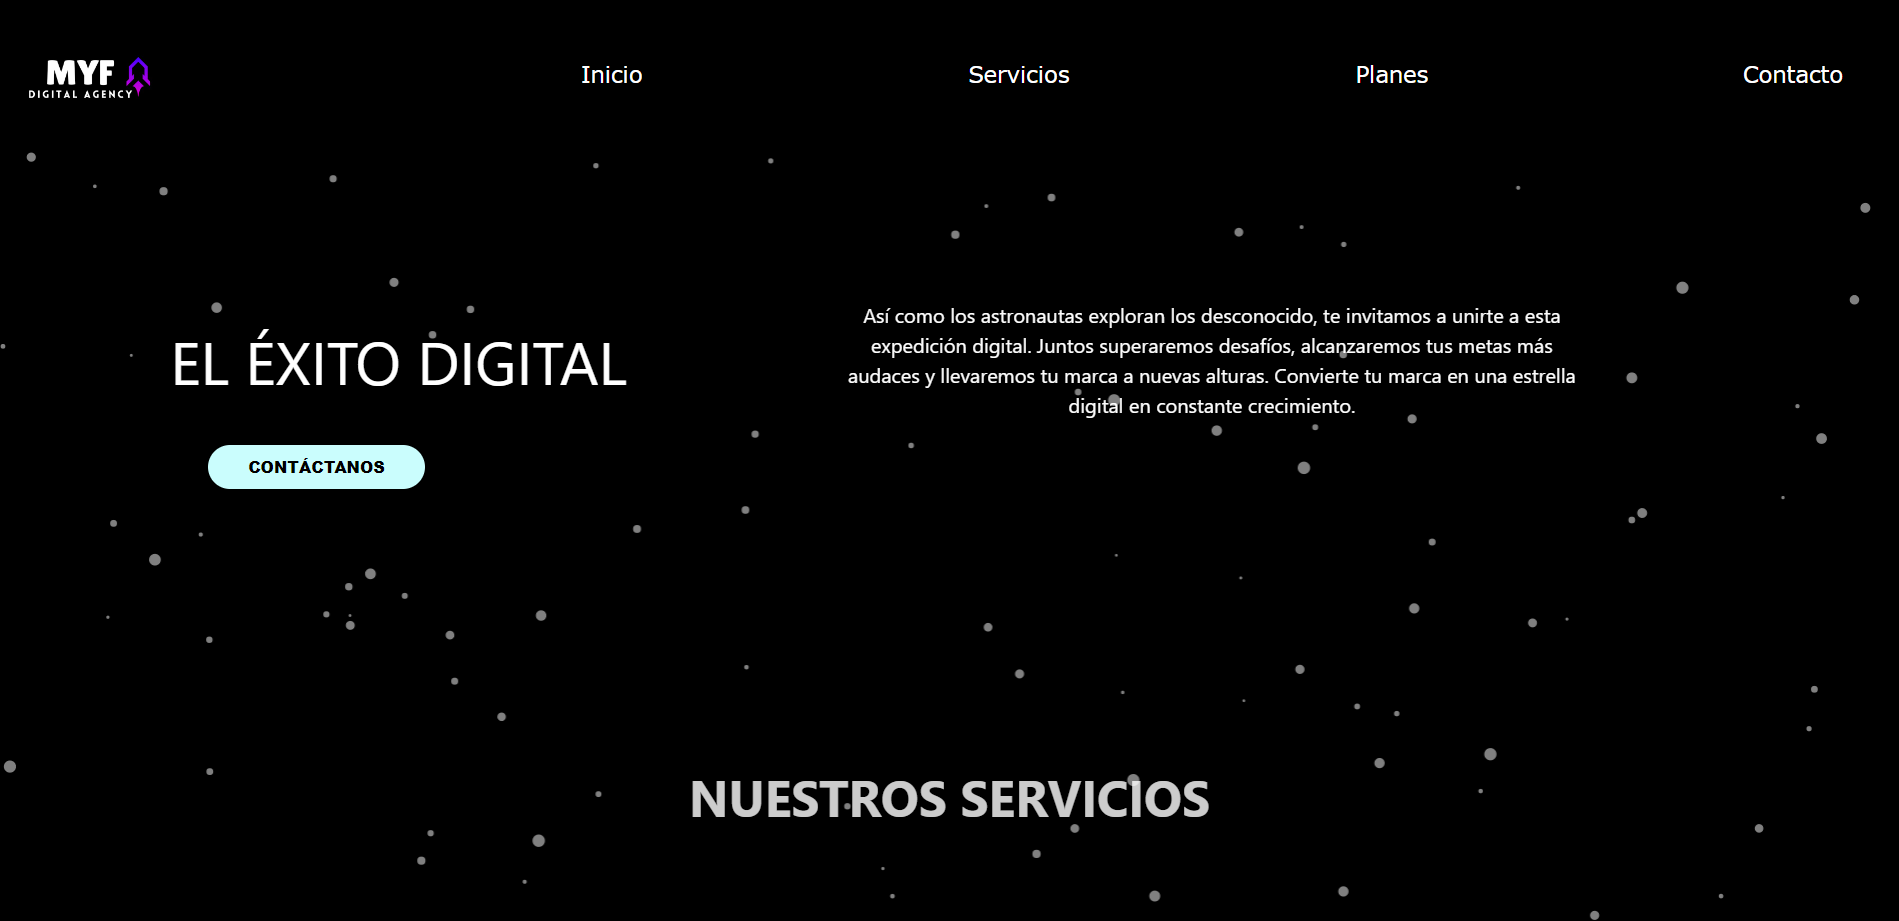 MYF
DIGITAL AGENCY
Inicio
Servicios
Planes
Contacto
EL ÉXITO DIGITAL
CONTÁCTANOS
Así como los astronautas exploran los desconocido, te invitamos a unirte a esta
expedición digital. Juntos superaremos desafíos, alcanzaremos tus metas más
audaces y llevaremos tu marca a nuevas alturas. Convierte tu marca en una estrella
digital en constante crecimiento.
NUESTROS SERVICIOS